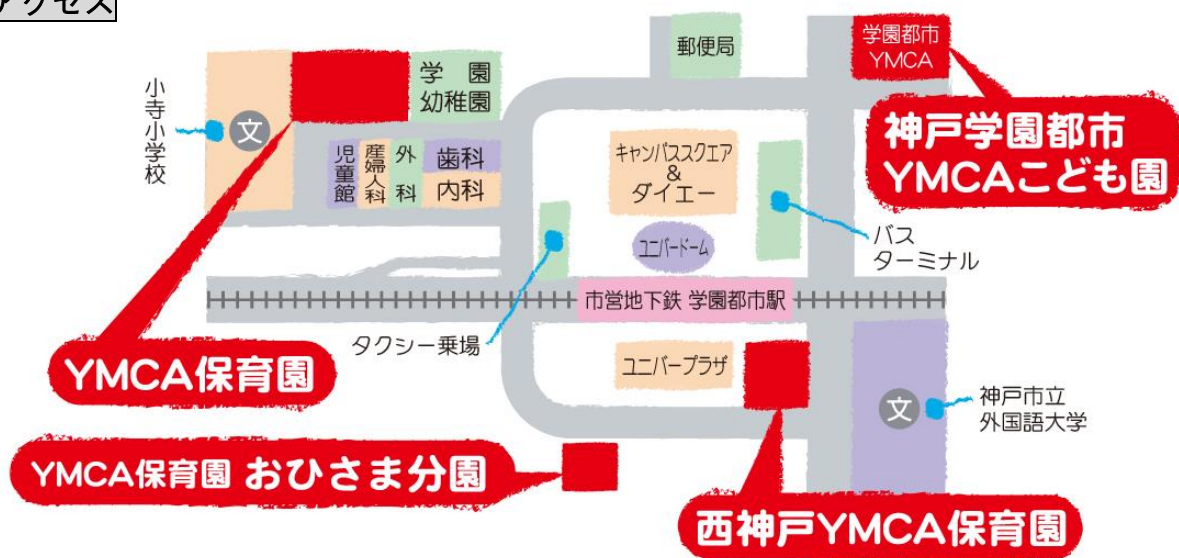 アクセス
郵便局
学園都市
YMCA
学園
幼稚園
小寺小学校
文
児童館
産婦人科
外科
歯科
内科
キャンパススクエア
&
ダイエー
神戸学園都市
YMCAこども園
ユニバードーム
バス
ターミナル
市営地下鉄 学園都市駅
タクシー乗場
YMCA保育園
ユニバープラザ
文
神戸市立
外国語大学
YMCA保育園 おひさま分園
西神戸YMCA保育園